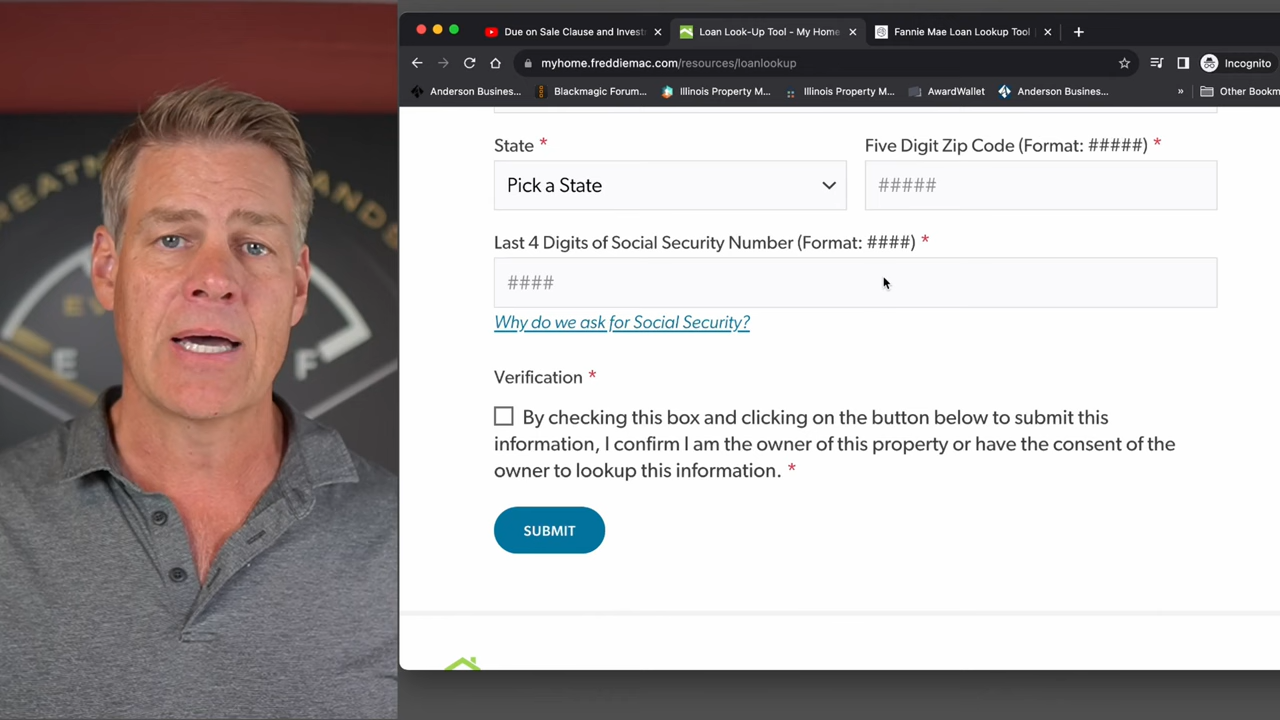 Due on Sale Clause and Invest
Loan Look-Up Tool - My Home
Fannie Mae Loan Lookup Tool
myhome.freddiemac.com/resources/loanlookup
Incognito
Anderson Busines...
Blackmagic Forum...
Illinois Property M...
Illinois Property M...
AwardWallet
Anderson Busines...
»
Other Bookm
State *
Five Digit Zip Code (Format: #####) *
Pick a State
#####
Last 4 Digits of Social Security Number (Format: ####) *
####
Why do we ask for Social Security?
Verification *
By checking this box and clicking on the button below to submit this
information, I confirm I am the owner of this property or have the consent of the
owner to lookup this information. *
SUBMIT
E
F